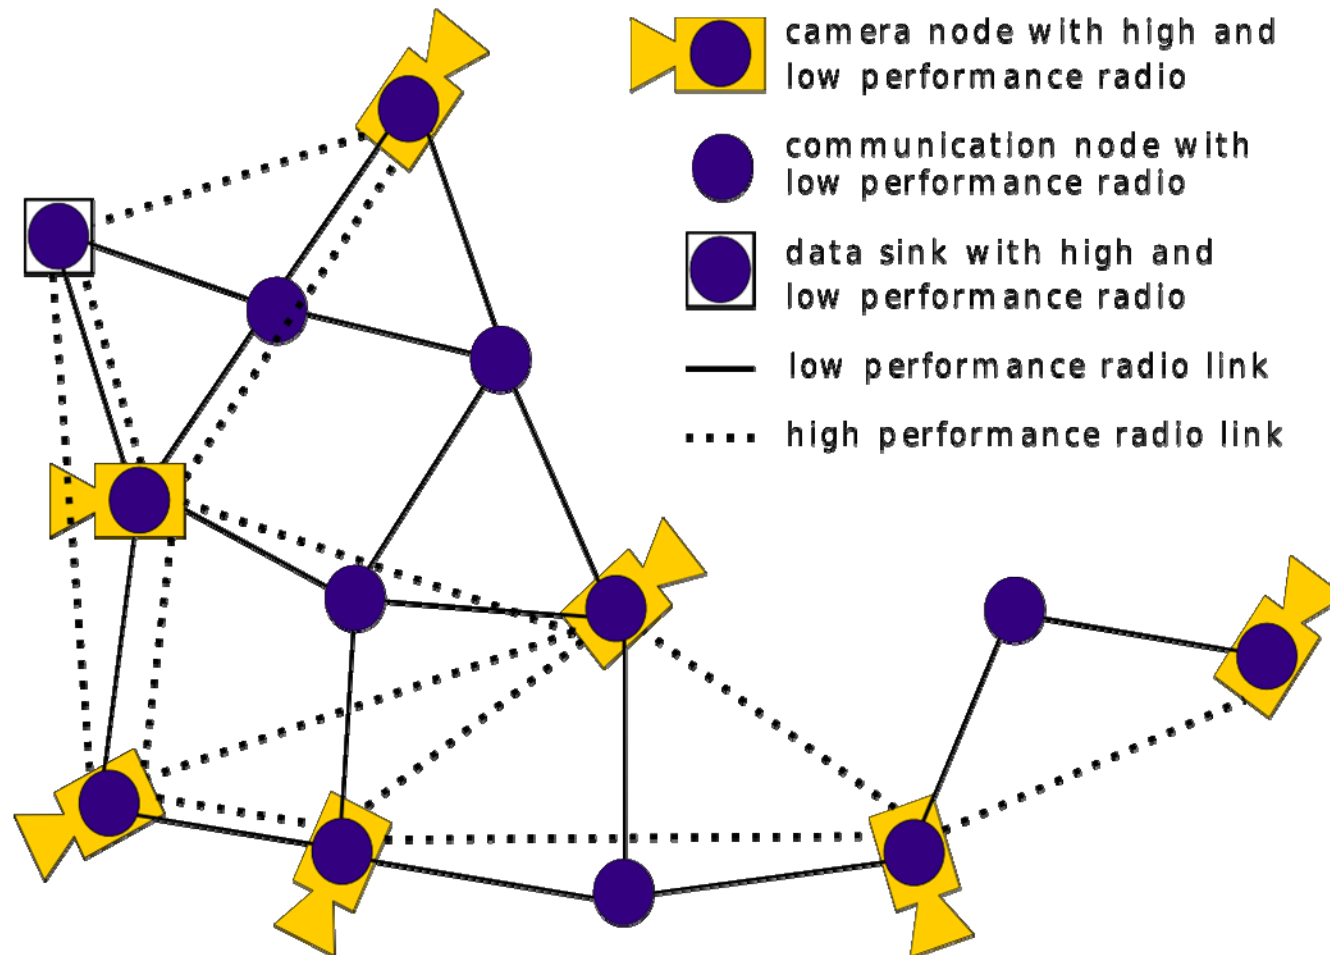 camera node with high and
low performance radio
communication node with
low performance radio
data sink with high and
low performance radio
low performance radio link
high performance radio link